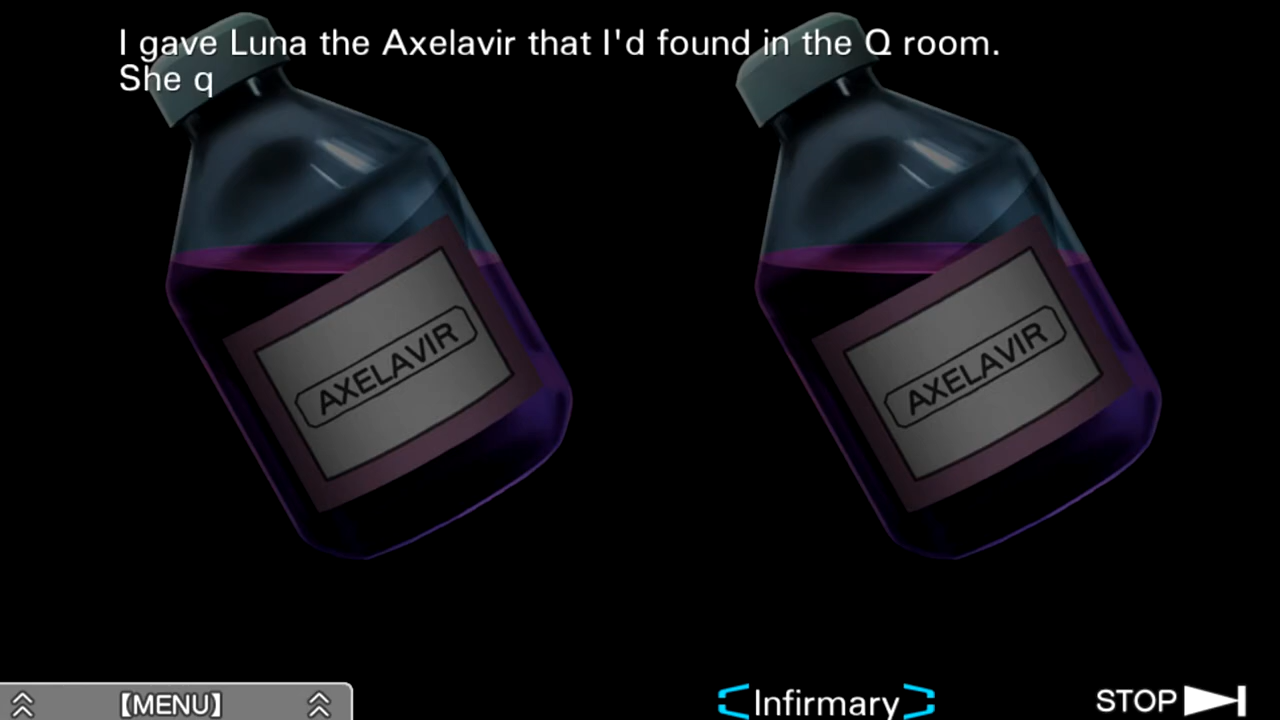 I gave Luna the Axelavir that I'd found in the Q room.
She q
AXELAVIR
AXELAVIR
【MENU】
Infirmary
STOP